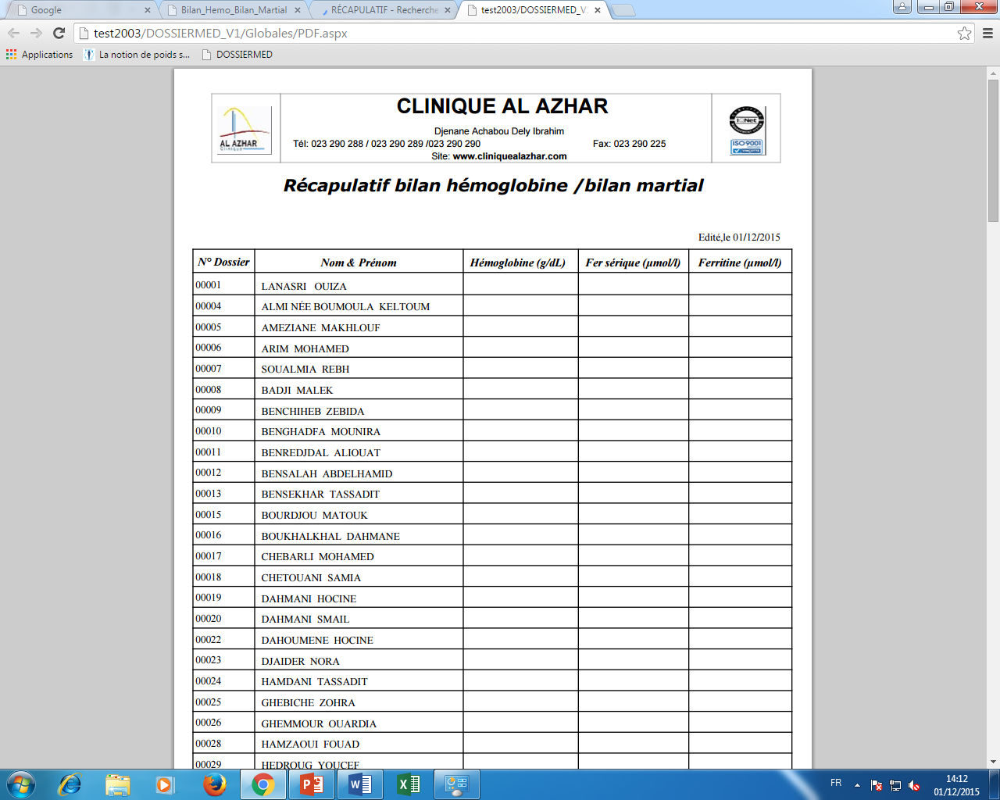 Google
Bilan_Hemo_Bilan_Martial
RÉCAPULATIF - Recherche
test2003/DOSSIERMED_V
test2003/DOSSIERMED_V1/Globales/PDF.aspx
Applications
La notion de poids s...
DOSSIERMED
CLINIQUE AL AZHAR
Djenane Achabou Dely Ibrahim
Tél: 023 290 288 / 023 290 289 /023 290 290 Fax: 023 290 225
Site: www.cliniquealazhar.com
AL AZHAR
Clinique
IQNet
ISO 9001
Récapulatif bilan hémoglobine /bilan martial
Edité,le 01/12/2015
N° Dossier Nom & Prénom Hémoglobine (g/dL) Fer sérique (µmol/l) Ferritine (µmol/l)
00001 LANASRI OUIZA
00004 ALMI NÉE BOUMOULA KELTOUM
00005 AMEZIANE MAKHLOUF
00006 ARIM MOHAMED
00007 SOUALMIA REBH
00008 BADJI MALEK
00009 BENCHIHEB ZEBIDA
00010 BENGHADFA MOUNIRA
00011 BENREDJDAL ALIOUAT
00012 BENSALAH ABDELHAMID
00013 BENSEKHAR TASSADIT
00015 BOURDJOU MATOUK
00016 BOUKHALKHAL DAHMANE
00017 CHEBARLI MOHAMED
00018 CHETOUANI SAMIA
00019 DAHMANI HOCINE
00020 DAHMANI SMAIL
00022 DAHOUMENE HOCINE
00023 DJAIDER NORA
00024 HAMDANI TASSADIT
00025 GHEBICHE ZOHRA
00026 GHEMMOUR OUARDIA
00028 HAMZAOUI FOUAD
00029 HEDROUG YOUCEF
FR
14:12
01/12/2015